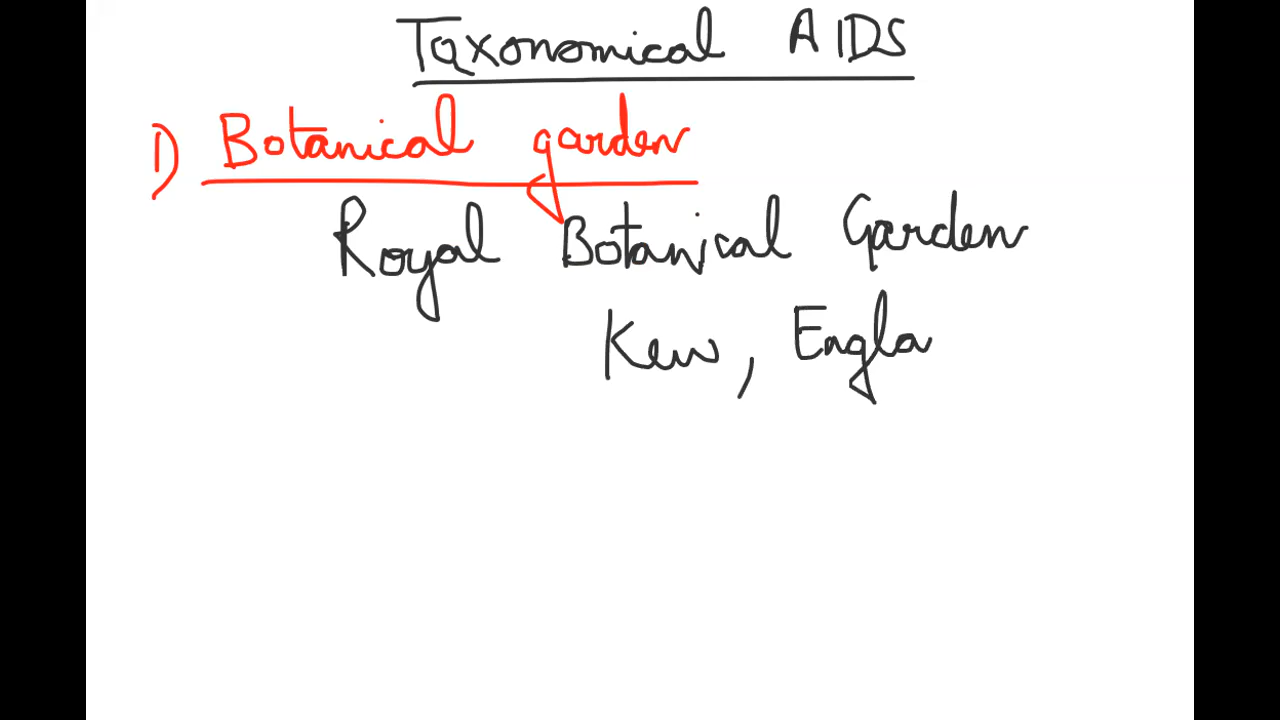 Taxonomical AIDS
1) Botanical garden
Royal Botanical Garden
Kew, Engla